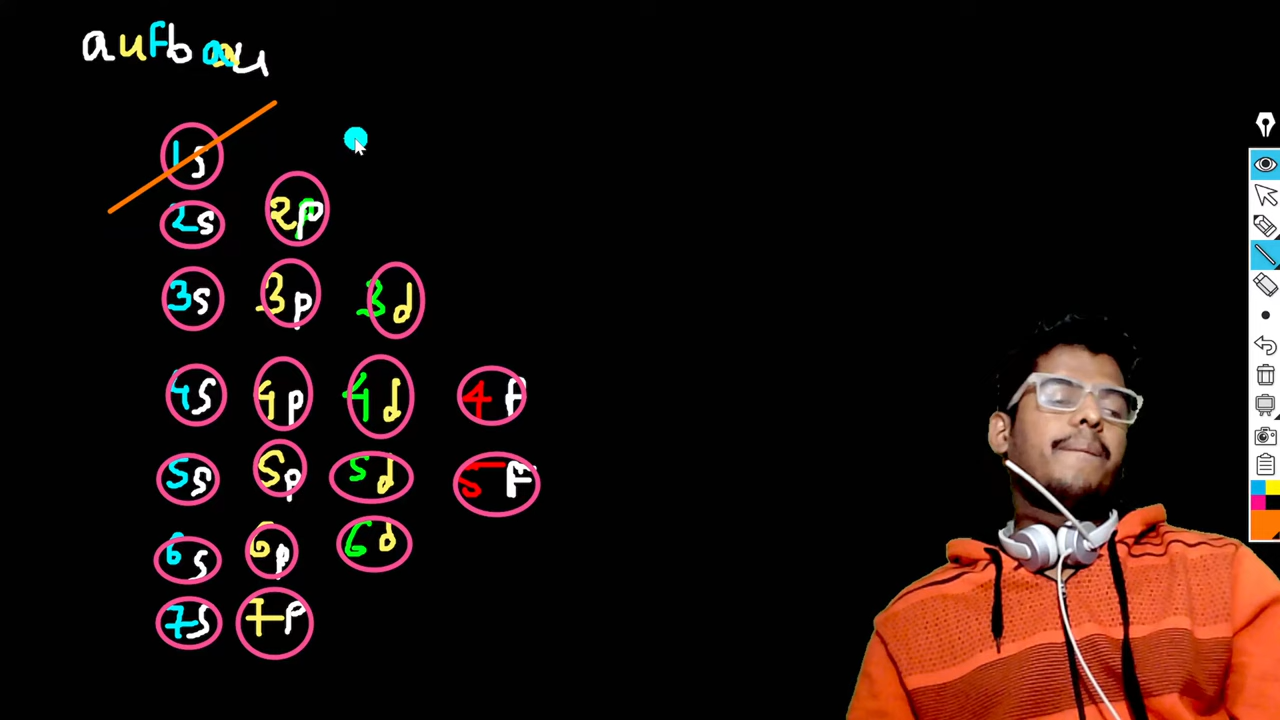 aufbau
1s
2s 2p
3s 3p 3d
4s 4p 4d 4f
5s 5p 5d 5f
6s 6p 6d
7s 7p